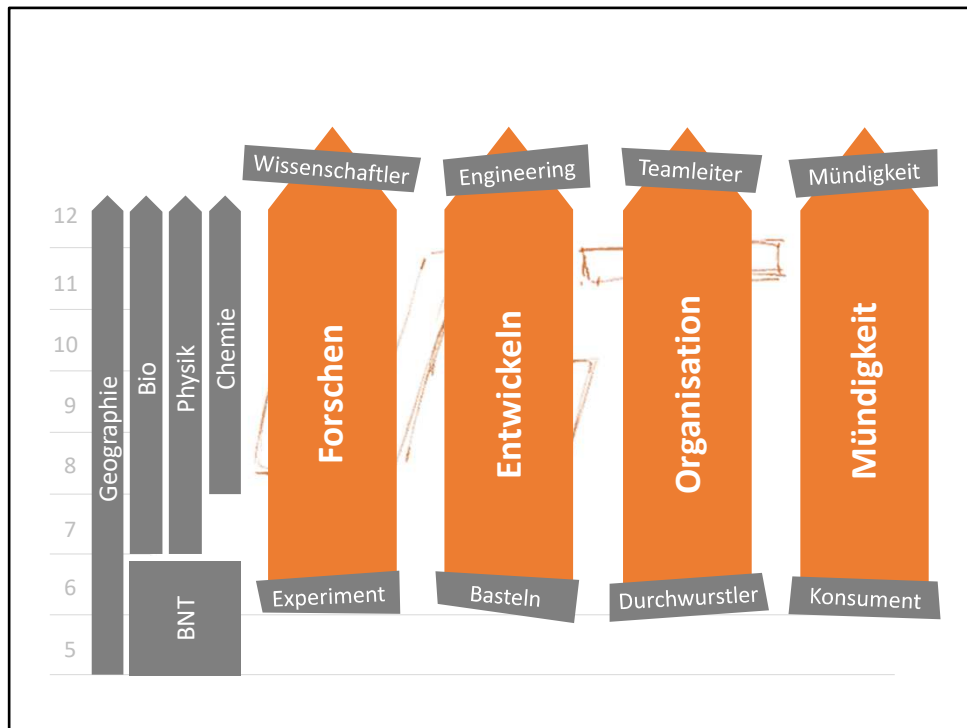 Wissenschaftler
Engineering
Teamleiter
Mündigkeit
12
11
10
9
8
7
6
5
Geographie
Bio
Physik
Chemie
BNT
Forschen
Entwickeln
Organisation
Mündigkeit
Experiment
Basteln
Durchwurstler
Konsument